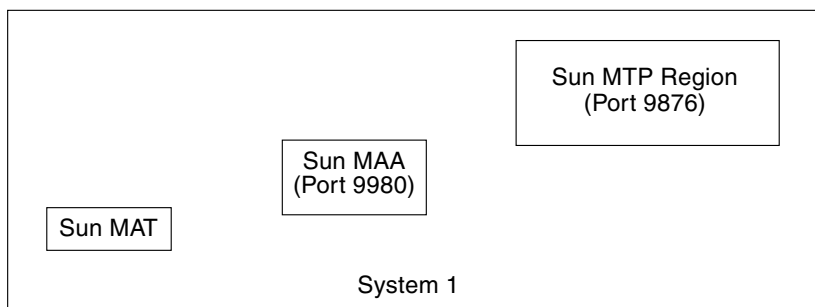 Sun MTP Region
(Port 9876)
Sun MAA
(Port 9980)
Sun MAT
System 1